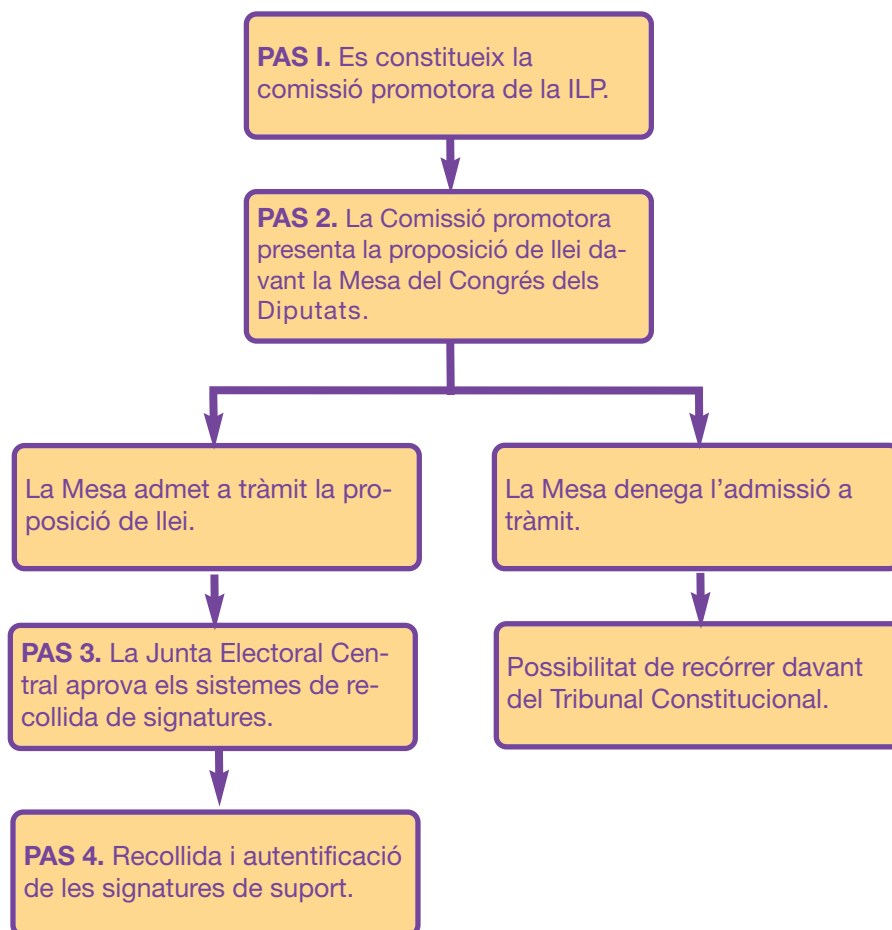 PAS I. Es constitueix la
comissió promotora de la ILP.
PAS 2. La Comissió promotora
presenta la proposició de llei da-
vant la Mesa del Congrés dels
Diputats.
La Mesa admet a tràmit la pro-
posició de llei.
La Mesa denega l’admissió a
tràmit.
PAS 3. La Junta Electoral Cen-
tral aprova els sistemes de re-
collida de signatures.
Possibilitat de recórrer davant
del Tribunal Constitucional.
PAS 4. Recollida i autentificació
de les signatures de suport.